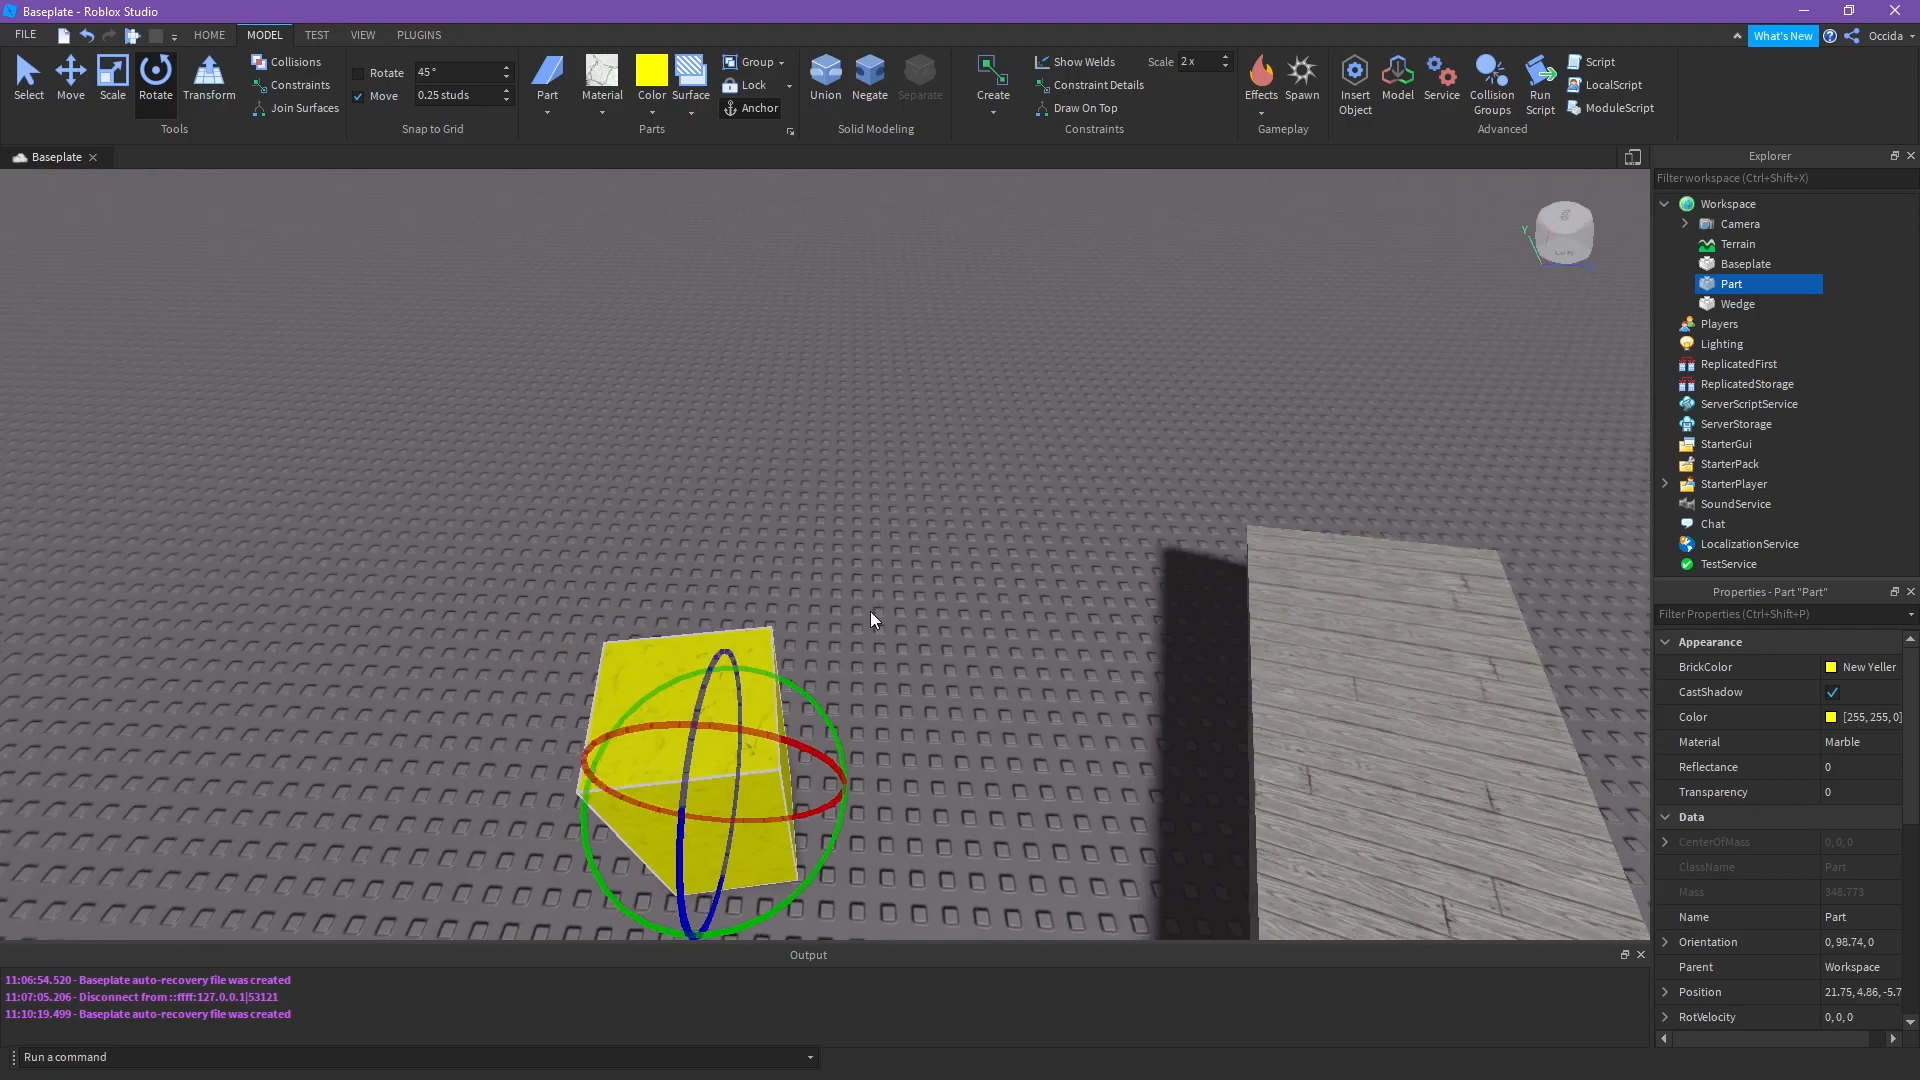 Baseplate - Roblox Studio
FILE HOME MODEL TEST VIEW PLUGINS What's New Occida
Select Move Scale Rotate Transform
Collisions
Constraints
Join Surfaces
Tools
Rotate 45°
Move 0.25 studs
Snap to Grid
Part Material Color Surface
Group
Lock
Anchor
Parts
Union Negate Separate
Solid Modeling
Create
Show Welds Scale 2 x
Constraint Details
Draw On Top
Constraints
Effects Spawn
Gameplay
Insert Object Model Service Collision Groups Run Script
Script
LocalScript
ModuleScript
Advanced
Baseplate
Y
Explorer
Filter workspace (Ctrl+Shift+X)
Workspace
Camera
Terrain
Baseplate
Part
Wedge
Players
Lighting
ReplicatedFirst
ReplicatedStorage
ServerScriptService
ServerStorage
StarterGui
StarterPack
StarterPlayer
SoundService
Chat
LocalizationService
TestService
Properties - Part "Part"
Filter Properties (Ctrl+Shift+P)
Appearance
BrickColor New Yeller
CastShadow
Color [255, 255, 0]
Material Marble
Reflectance 0
Transparency 0
Data
CenterOfMass 0, 0, 0
ClassName Part
Mass 348.773
Name Part
Orientation 0, 98.74, 0
Parent Workspace
Position 21.75, 4.86, -5.7
RotVelocity 0, 0, 0
Output
11:06:54.520 - Baseplate auto-recovery file was created
11:07:05.206 - Disconnect from ::ffff:127.0.0.1|53121
11:10:19.499 - Baseplate auto-recovery file was created
Run a command